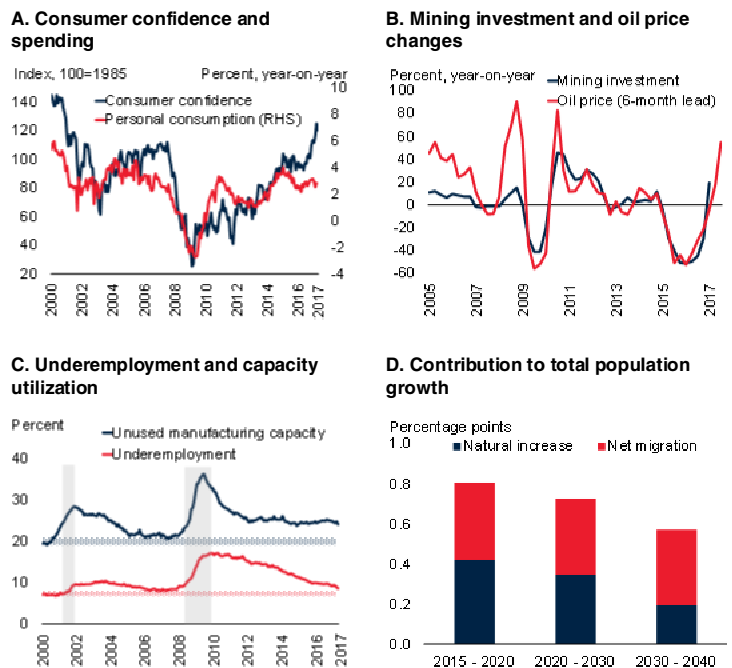 A. Consumer confidence and
spending
Index, 100=1985
Percent, year-on-year
Consumer confidence
Personal consumption (RHS)
140
120
100
80
60
40
20
10
8
6
4
2
0
-2
-4
2000
2002
2004
2006
2008
2010
2012
2014
2016
2017
B. Mining investment and oil price
changes
Percent, year-on-year
Mining investment
Oil price (6-month lead)
100
80
60
40
20
0
-20
-40
-60
2005
2007
2009
2011
2013
2015
2017
C. Underemployment and capacity
utilization
Percent
Unused manufacturing capacity
Underemployment
40
30
20
10
0
2000
2002
2004
2006
2008
2010
2012
2014
2016
2017
D. Contribution to total population
growth
Percentage points
Natural increase
Net migration
1.0
0.8
0.6
0.4
0.2
0.0
2015 - 2020
2020 - 2030
2030 - 2040